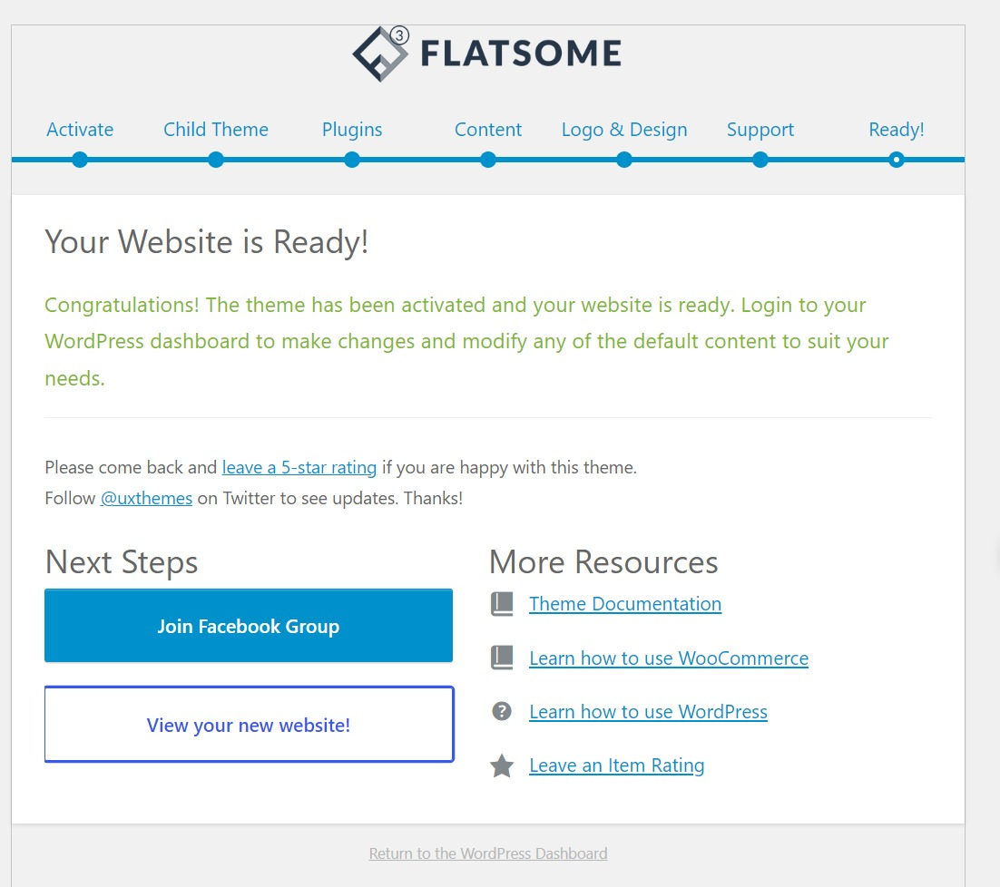 3
FLATSOME
Activate
Child Theme
Plugins
Content
Logo & Design
Support
Ready!
Your Website is Ready!
Congratulations! The theme has been activated and your website is ready. Login to your
WordPress dashboard to make changes and modify any of the default content to suit your
needs.
Please come back and leave a 5-star rating if you are happy with this theme.
Follow @uxthemes on Twitter to see updates. Thanks!
Next Steps
Join Facebook Group
View your new website!
More Resources
Theme Documentation
Learn how to use WooCommerce
?
Learn how to use WordPress
Leave an Item Rating
Return to the WordPress Dashboard